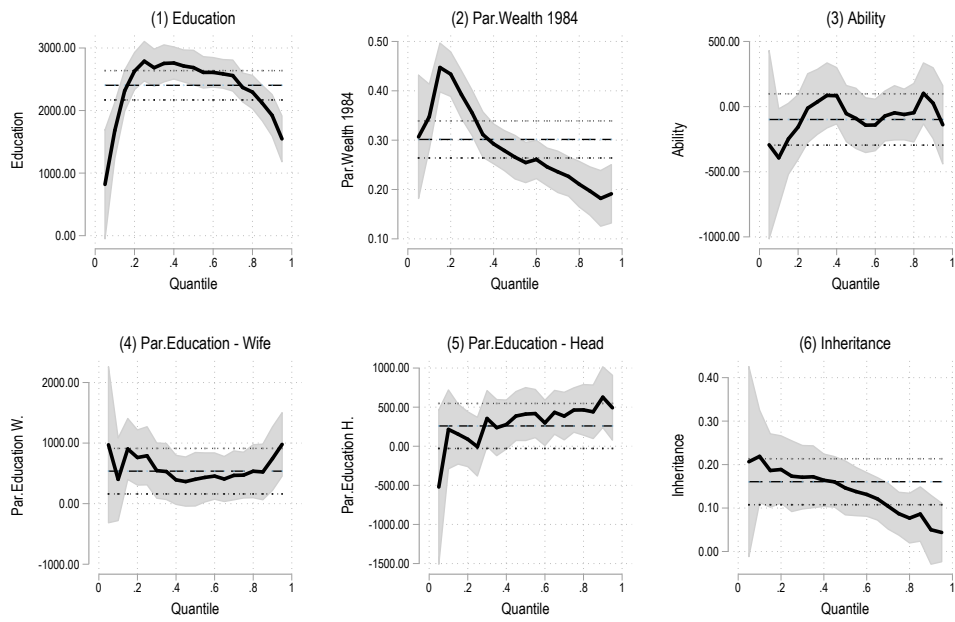 (1) Education
3000.00
2000.00
1000.00
0.00
Education
0 .2 .4 .6 .8 1
Quantile
(2) Par.Wealth 1984
0.50
0.40
0.30
0.20
0.10
Par.Wealth 1984
0 .2 .4 .6 .8 1
Quantile
(3) Ability
500.00
0.00
-500.00
-1000.00
Ability
0 .2 .4 .6 .8 1
Quantile
(4) Par.Education - Wife
2000.00
1000.00
0.00
-1000.00
Par.Education W.
0 .2 .4 .6 .8 1
Quantile
(5) Par.Education - Head
1000.00
500.00
0.00
-500.00
-1000.00
-1500.00
Par.Education H.
0 .2 .4 .6 .8 1
Quantile
(6) Inheritance
0.40
0.30
0.20
0.10
0.00
Inheritance
0 .2 .4 .6 .8 1
Quantile